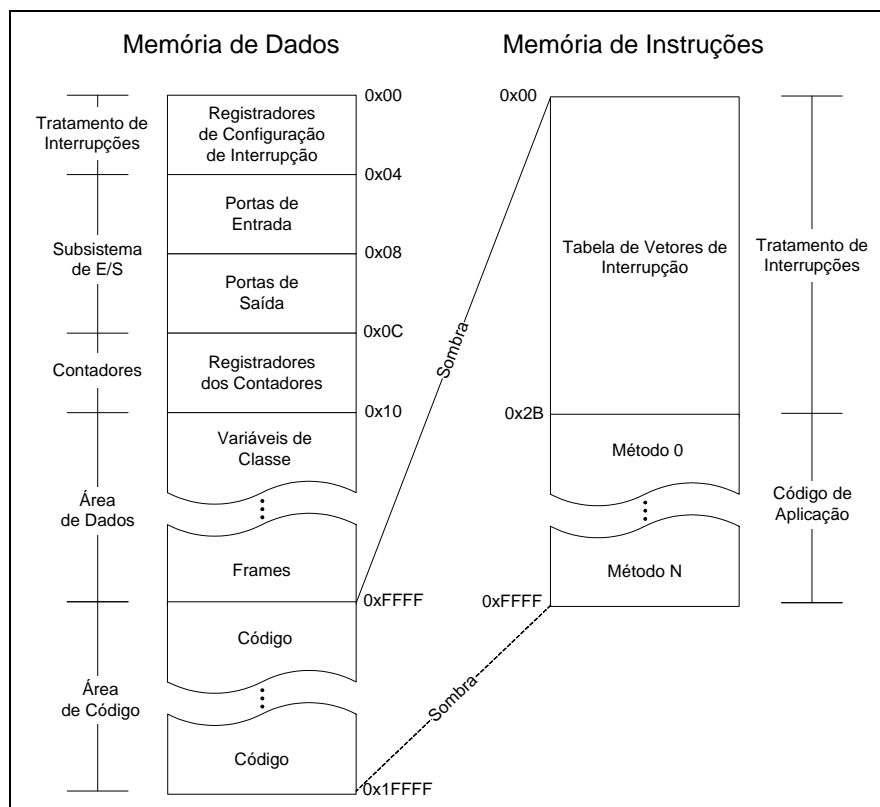 Memória de Dados
Memória de Instruções
0x00
0x00
Tratamento de
Interrupções
Registradores
de Configuração
de Interrupção
0x04
Portas de
Entrada
Subsistema
de E/S
0x08
Portas de
Saída
0x0C
Contadores
Registradores
dos Contadores
0x10
Variáveis de
Classe
Área
de Dados
Frames
0xFFFF
Código
Área
de Código
Código
0x1FFFF
Sombra
Sombra
Tabela de Vetores de
Interrupção
Tratamento de
Interrupções
0x2B
Método 0
Código de
Aplicação
Método N
0xFFFF